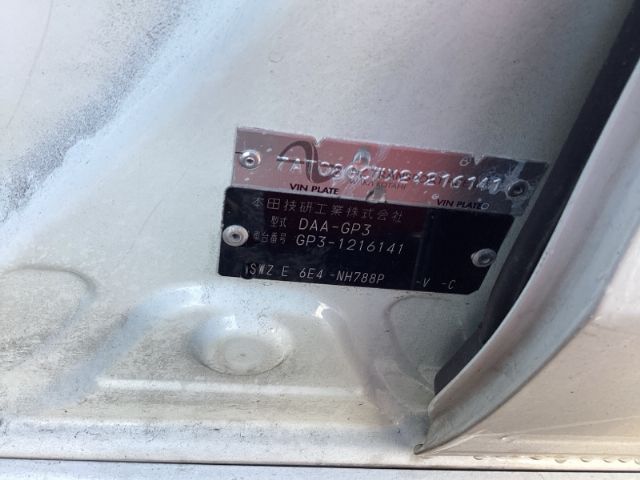 VIN PLATE
VIN PLATE
本田技研工業株式会社
型式 DAA-GP3
車台番号 GP3-1216141
SWZ E 6E4 -NH788P -V -C